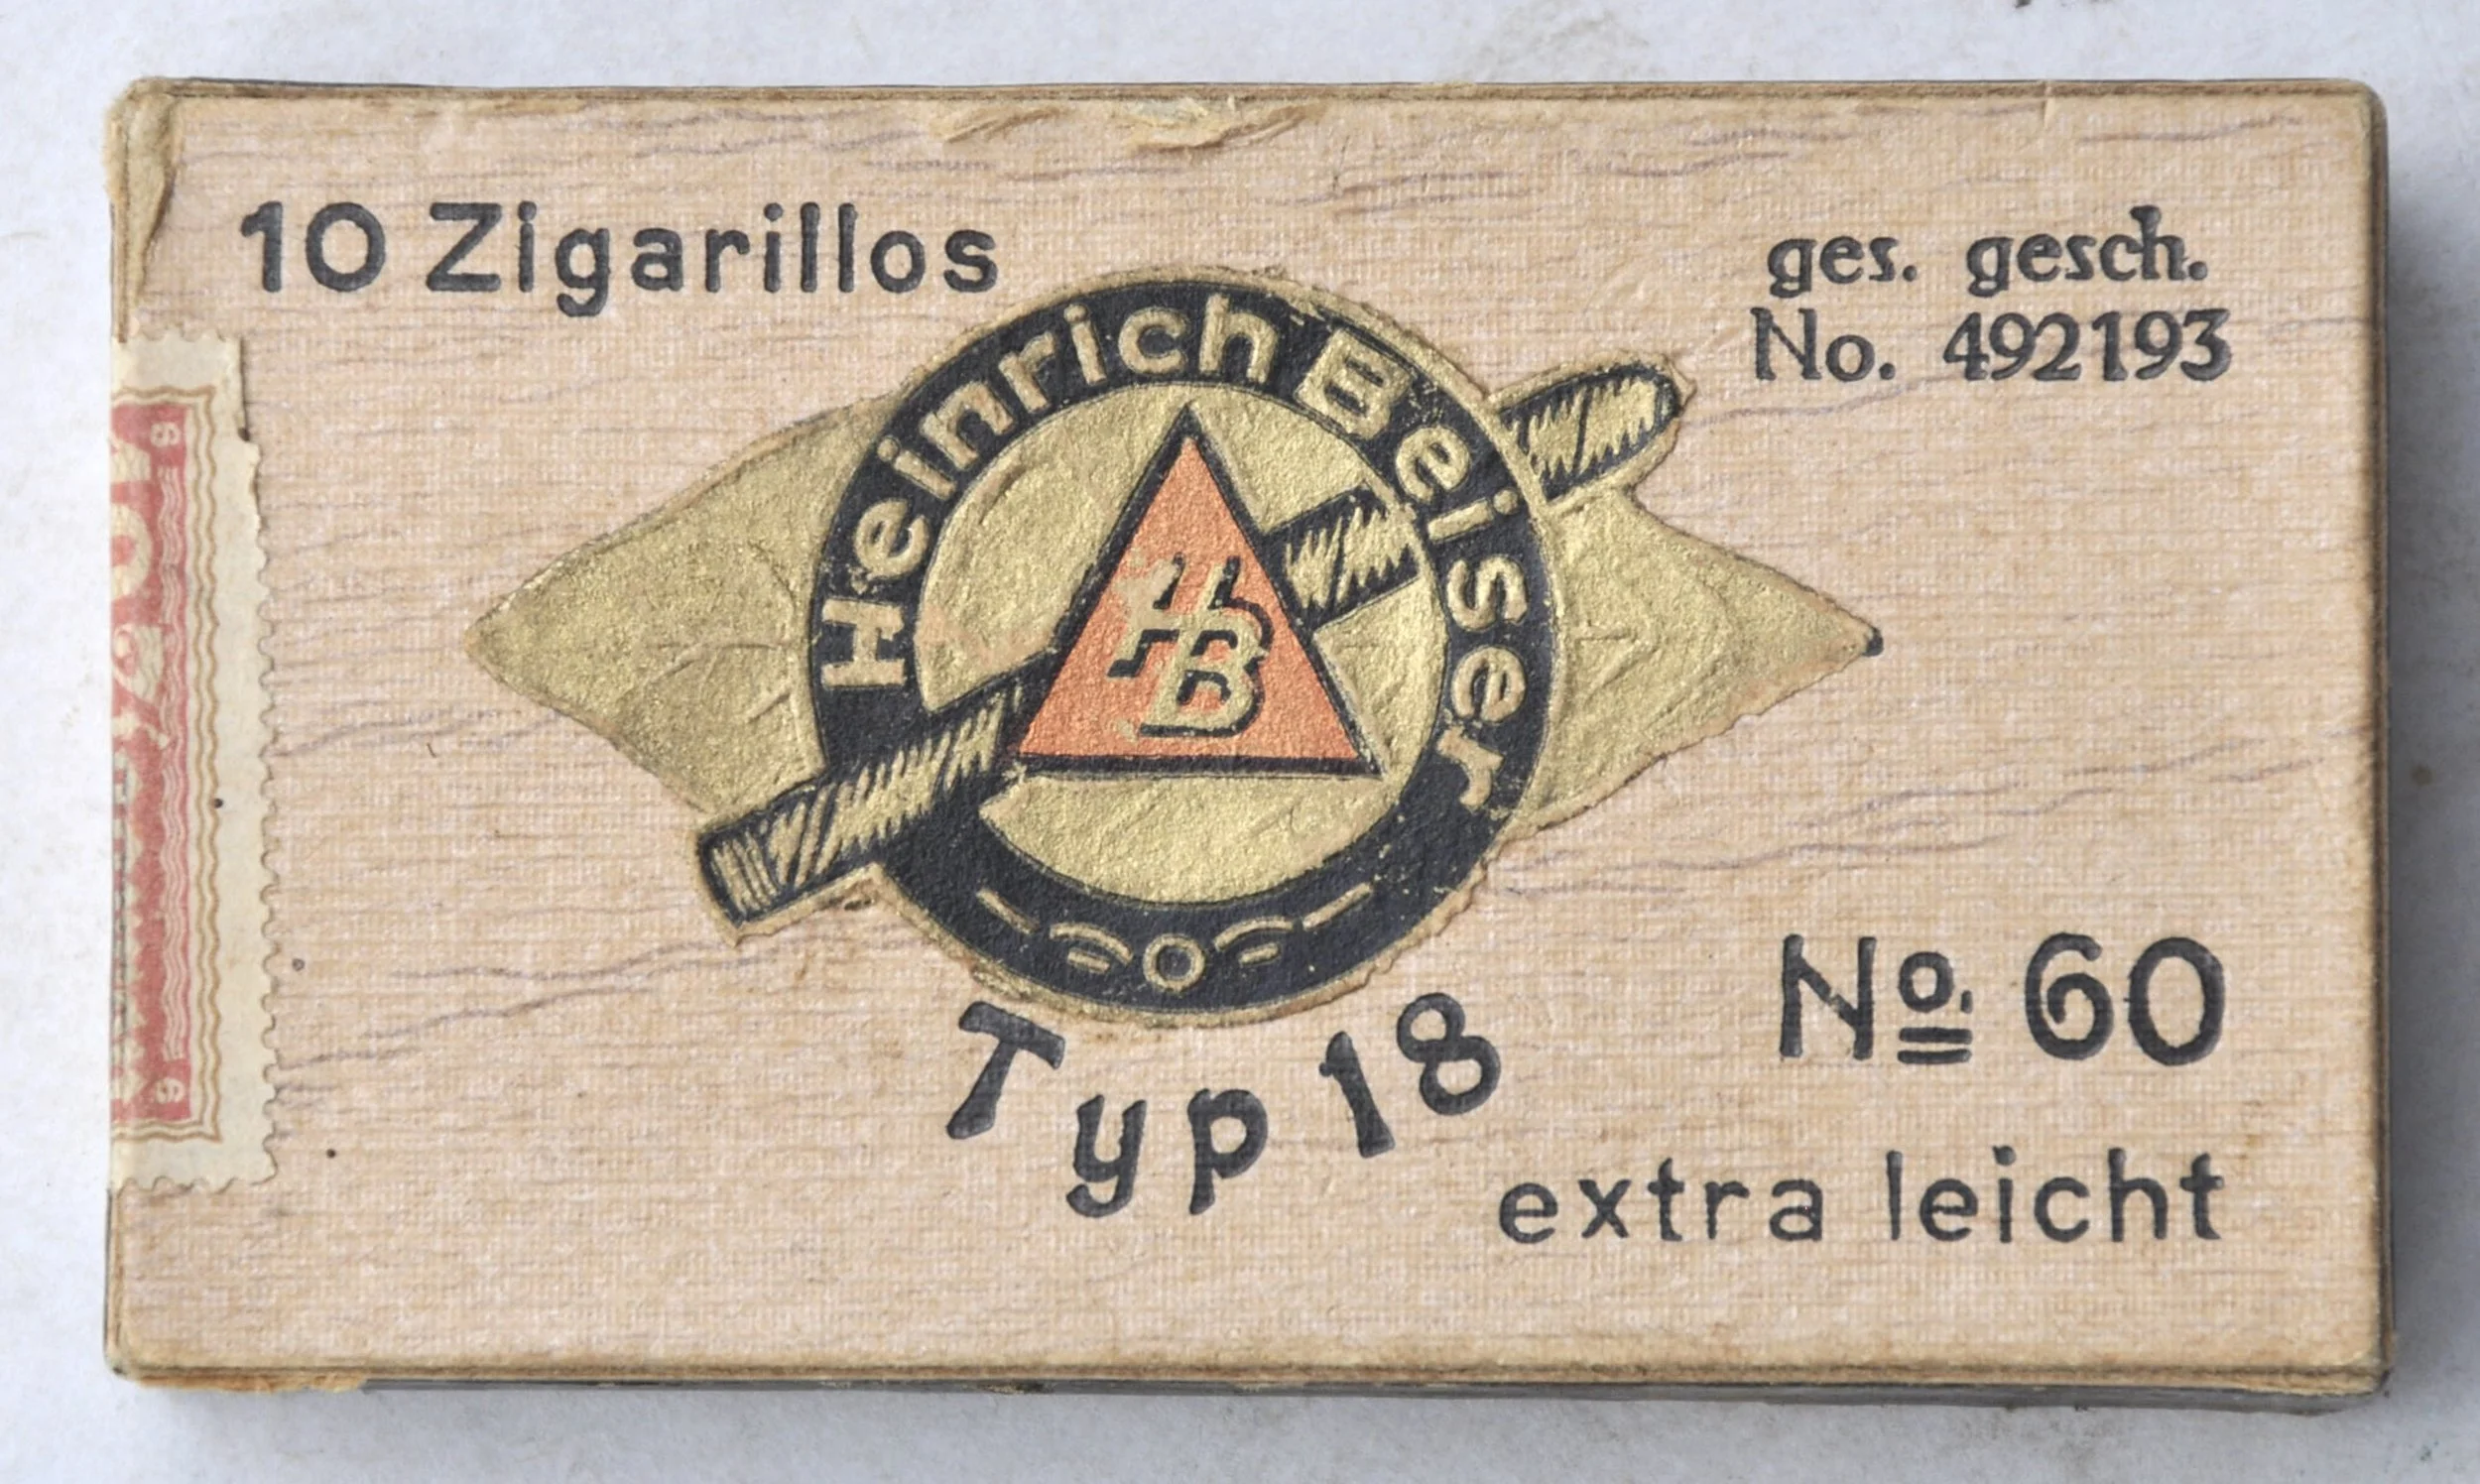 10 Zigarillos
ges. gesch.
No. 492193
Heinrich Beiser
HB
Typ 18
No. 60
extra leicht